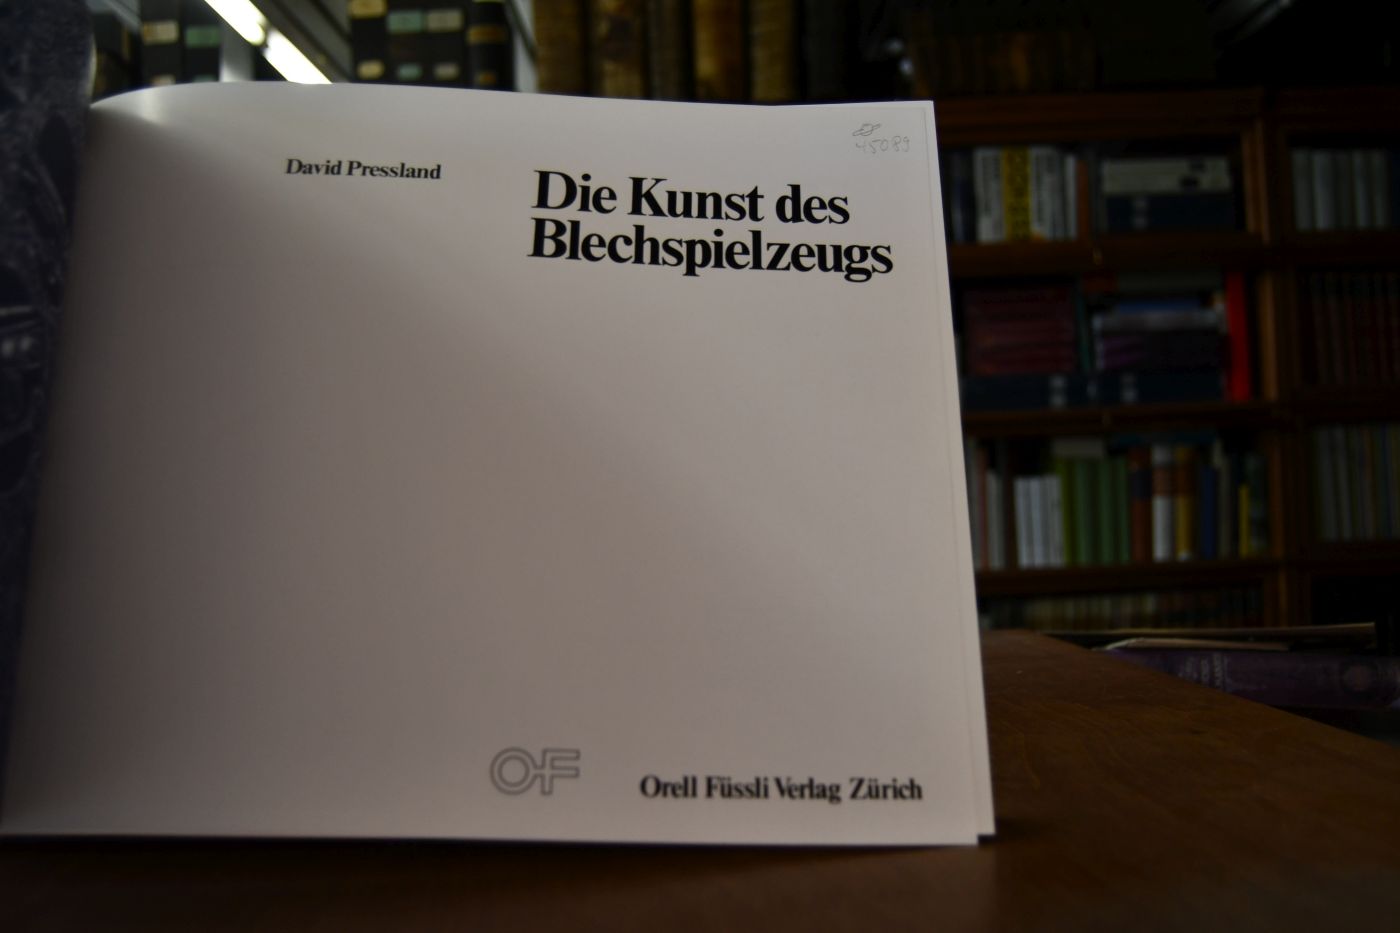 45089
David Pressland
Die Kunst des
Blechspielzeugs
OF
Orell Füssli Verlag Zürich